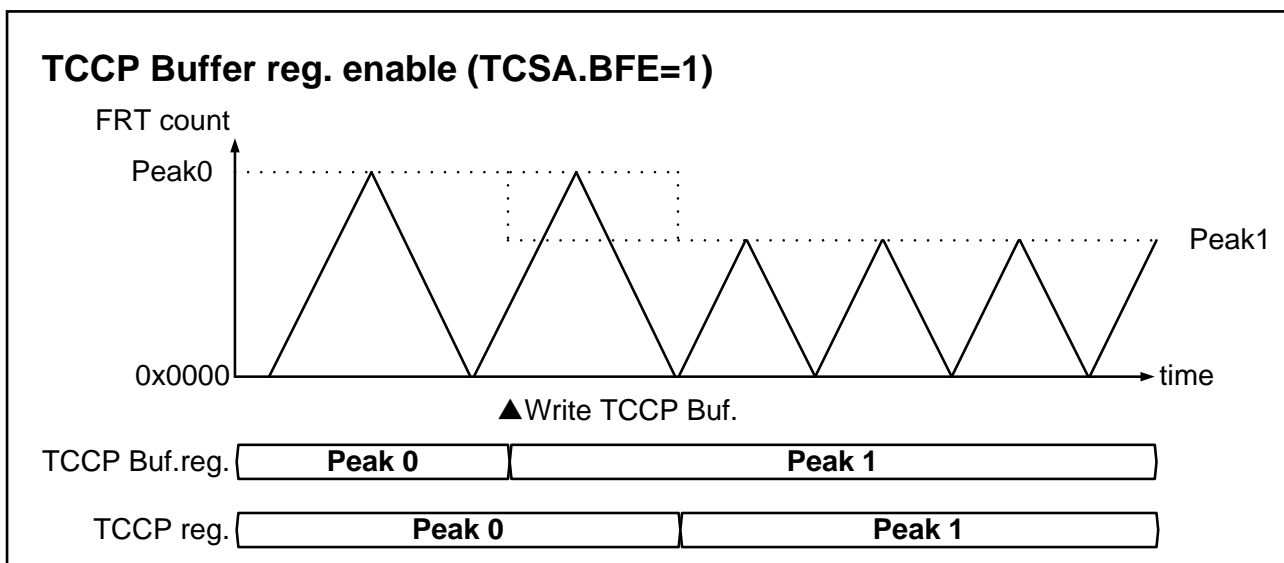 TCCP Buffer reg. enable (TCSA.BFE=1)
FRT count
Peak0
Peak1
0x0000
time
▲Write TCCP Buf.
TCCP Buf.reg. Peak 0 Peak 1
TCCP reg. Peak 0 Peak 1